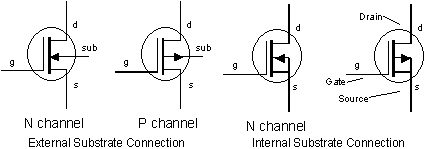 d
sub
g
s
d
sub
g
s
d
g
s
Drain
d
g
Gate
Source
s
N channel
P channel
N channel
External Substrate Connection
Internal Substrate Connection